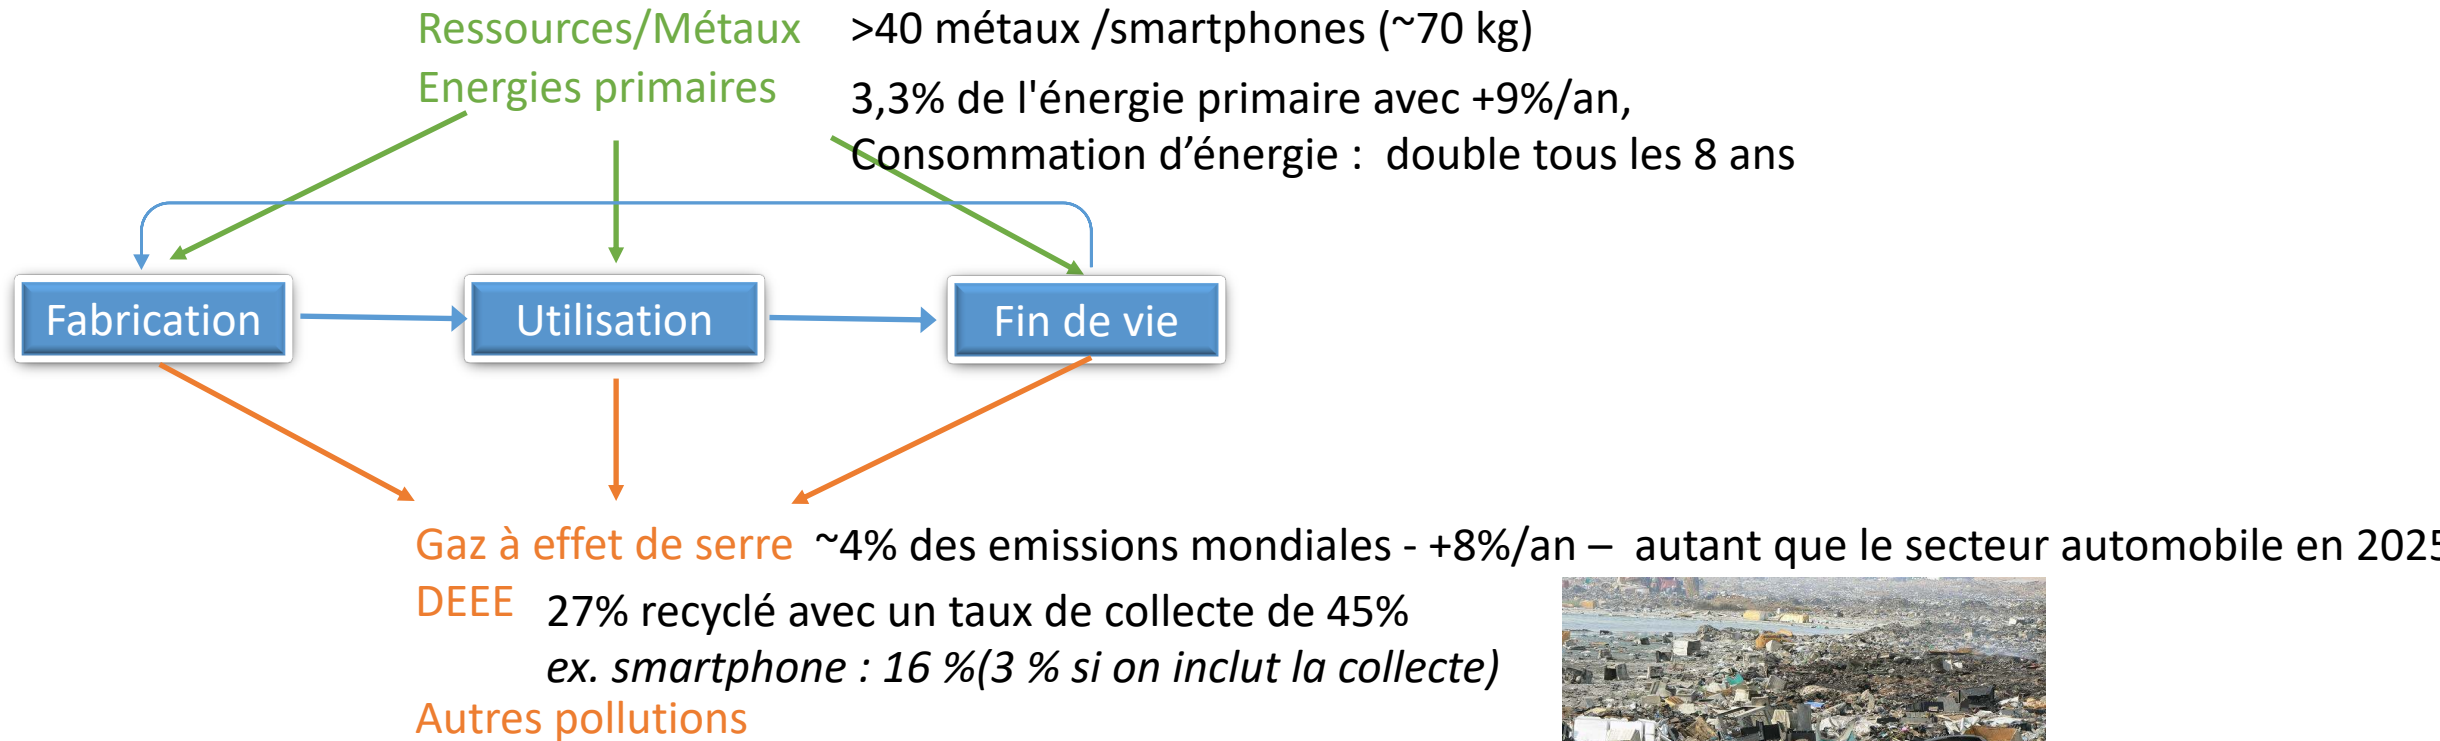 Ressources/Métaux >40 métaux /smartphones (~70 kg)
Energies primaires 3,3% de l'énergie primaire avec +9%/an,
Consommation d’énergie : double tous les 8 ans
Fabrication Utilisation Fin de vie
Gaz à effet de serre ~4% des emissions mondiales - +8%/an – autant que le secteur automobile en 2025
DEEE 27% recyclé avec un taux de collecte de 45%
ex. smartphone : 16 %(3 % si on inclut la collecte)
Autres pollutions